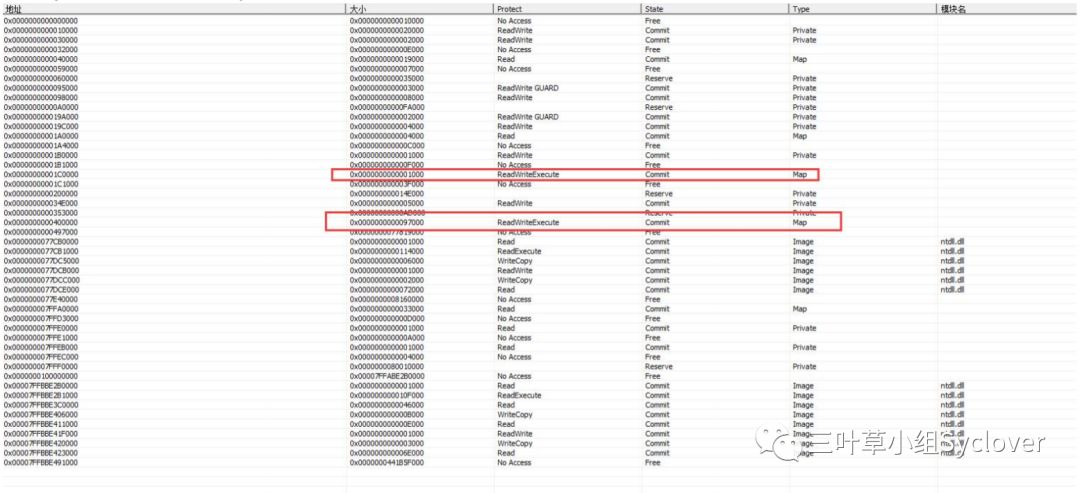 地址 大小 Protect State Type 模块名
0x0000000000000000 0x0000000000010000 No Access Free
0x0000000000010000 0x0000000000020000 ReadWrite Commit Private
0x0000000000030000 0x0000000000002000 ReadWrite Commit Private
0x0000000000032000 0x000000000000E000 No Access Free
0x0000000000040000 0x0000000000019000 Read Commit Map
0x0000000000059000 0x0000000000007000 No Access Free
0x0000000000060000 0x0000000000035000 Reserve Private
0x0000000000095000 0x0000000000003000 ReadWrite GUARD Commit Private
0x0000000000098000 0x0000000000008000 ReadWrite Commit Private
0x00000000000A0000 0x00000000000FA000 Reserve Private
0x000000000019A000 0x0000000000002000 ReadWrite GUARD Commit Private
0x000000000019C000 0x0000000000004000 ReadWrite Commit Private
0x00000000001A0000 0x0000000000004000 Read Commit Map
0x00000000001A4000 0x000000000000C000 No Access Free
0x00000000001B0000 0x0000000000001000 ReadWrite Commit Private
0x00000000001B1000 0x000000000000F000 No Access Free
0x00000000001C0000 0x0000000000001000 ReadWriteExecute Commit Map
0x00000000001C1000 0x000000000003F000 No Access Free
0x0000000000200000 0x000000000014E000 Reserve Private
0x000000000034E000 0x0000000000005000 ReadWrite Commit Private
0x0000000000353000 0x00000000000AD000 Reserve Private
0x0000000000400000 0x0000000000097000 ReadWriteExecute Commit Map
0x0000000000497000 0x0000000077819000 No Access Free
0x0000000077CB0000 0x0000000000001000 Read Commit Image ntdll.dll
0x0000000077CB1000 0x0000000000114000 ReadExecute Commit Image ntdll.dll
0x0000000077DC5000 0x0000000000006000 WriteCopy Commit Image ntdll.dll
0x0000000077DCB000 0x0000000000001000 ReadWrite Commit Image ntdll.dll
0x0000000077DCC000 0x0000000000002000 WriteCopy Commit Image ntdll.dll
0x0000000077DCE000 0x0000000000072000 Read Commit Image ntdll.dll
0x0000000077E40000 0x0000000008160000 No Access Free
0x000000007FFA0000 0x0000000000033000 Read Commit Map
0x000000007FFD3000 0x000000000000D000 No Access Free
0x000000007FFE0000 0x0000000000001000 Read Commit Private
0x000000007FFE1000 0x000000000000A000 No Access Free
0x000000007FFEB000 0x0000000000001000 Read Commit Private
0x000000007FFEC000 0x0000000000004000 No Access Free
0x000000007FFF0000 0x0000000080010000 Reserve Private
0x0000000100000000 0x00007FFABE2B0000 No Access Free
0x00007FFBBE2B0000 0x0000000000001000 Read Commit Image ntdll.dll
0x00007FFBBE2B1000 0x000000000010F000 ReadExecute Commit Image ntdll.dll
0x00007FFBBE3C0000 0x0000000000046000 Read Commit Image ntdll.dll
0x00007FFBBE406000 0x000000000000B000 WriteCopy Commit Image ntdll.dll
0x00007FFBBE411000 0x000000000000E000 Read Commit Image ntdll.dll
0x00007FFBBE41F000 0x0000000000001000 ReadWrite Commit Image ntdll.dll
0x00007FFBBE420000 0x0000000000003000 WriteCopy Commit Image ntdll.dll
0x00007FFBBE423000 0x000000000006E000 Read Commit Image ntdll.dll
0x00007FFBBE491000 0x0000000441B5F000 No Access Free
三叶草小组Syclover